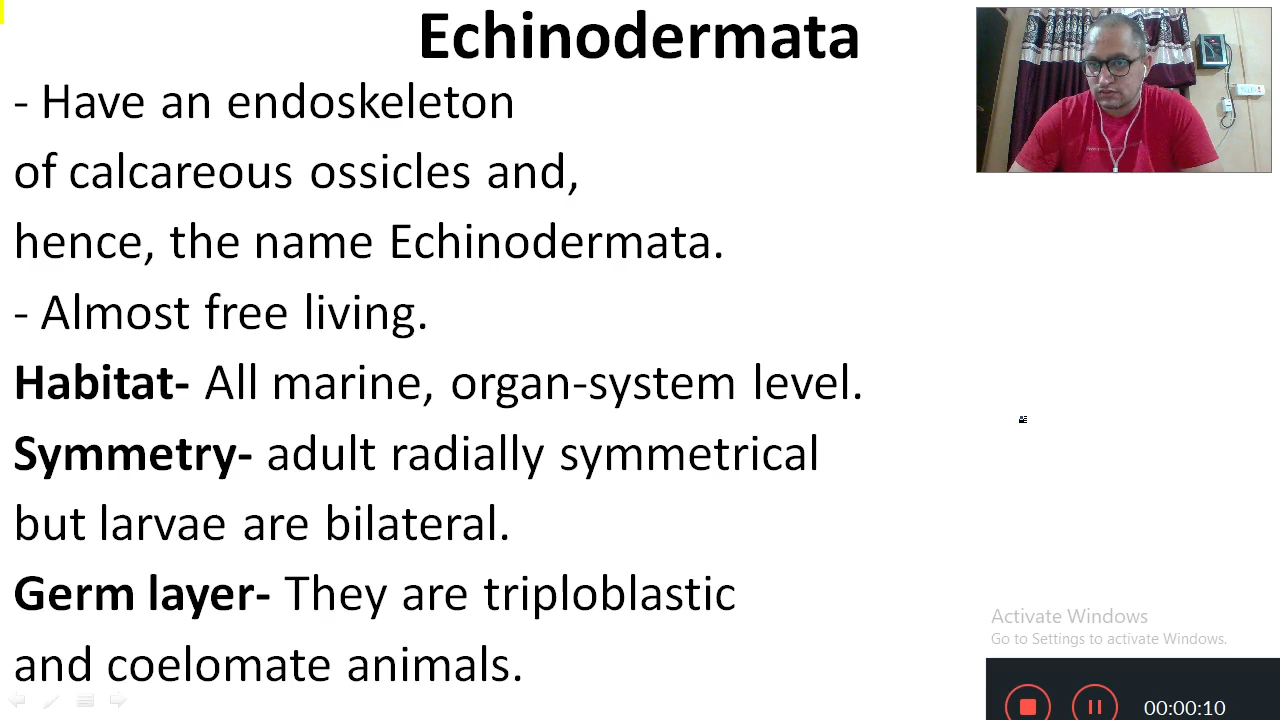 Echinodermata
- Have an endoskeleton
of calcareous ossicles and,
hence, the name Echinodermata.
- Almost free living.
Habitat- All marine, organ-system level.
Symmetry- adult radially symmetrical
but larvae are bilateral.
Germ layer- They are triploblastic
and coelomate animals.
Activate Windows
Go to Settings to activate Windows.
00:00:10